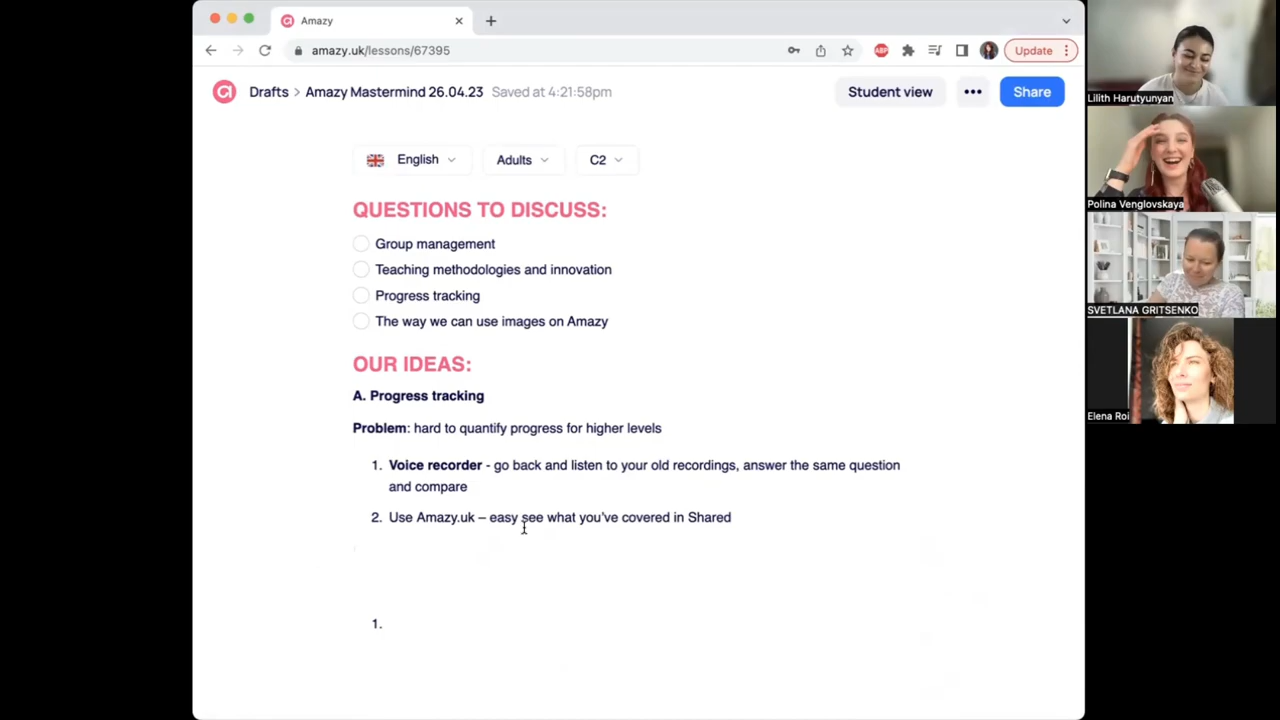 Amazy
amazy.uk/lessons/67395
ABP
Update
Drafts > Amazy Mastermind 26.04.23 Saved at 4:21:58pm
Student view
Share
English
Adults
C2
QUESTIONS TO DISCUSS:
Group management
Teaching methodologies and innovation
Progress tracking
The way we can use images on Amazy
OUR IDEAS:
A. Progress tracking
Problem: hard to quantify progress for higher levels
1. Voice recorder - go back and listen to your old recordings, answer the same question
and compare
2. Use Amazy.uk – easy see what you've covered in Shared
1.
Lilith Harutyunyan
Polina Venglovskaya
SVETLANA GRITSENKO
Elena Roi